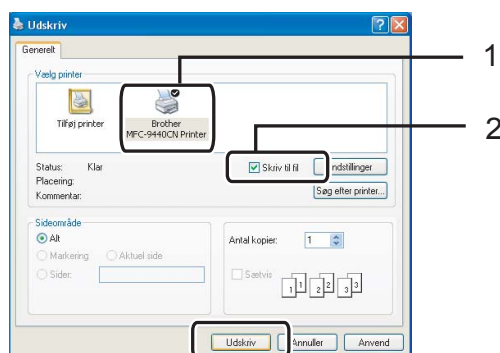 Udskriv
Generelt
1
Vælg printer
Tilføj printer
Brother
MFC-9440CN Printer
2
Status: Klar
Skriv til fil
ndstillinger
Placering:
Kommentar:
Søg efter printer...
Sideområde
Alt
Antal kopier: 1
Markering Aktuel side
Sider:
Sætvis
1 1 2 2 3 3
Udskriv
Annuller
Anvend